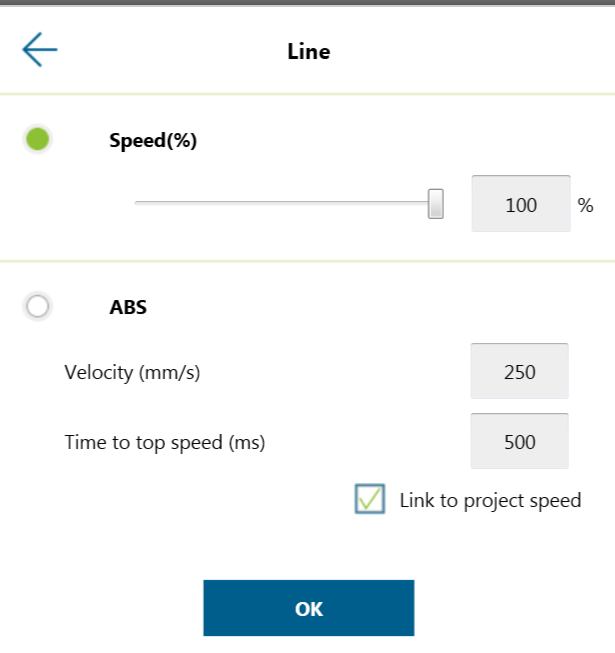 Line
Speed(%)
100 %
ABS
Velocity (mm/s) 250
Time to top speed (ms) 500
Link to project speed
OK